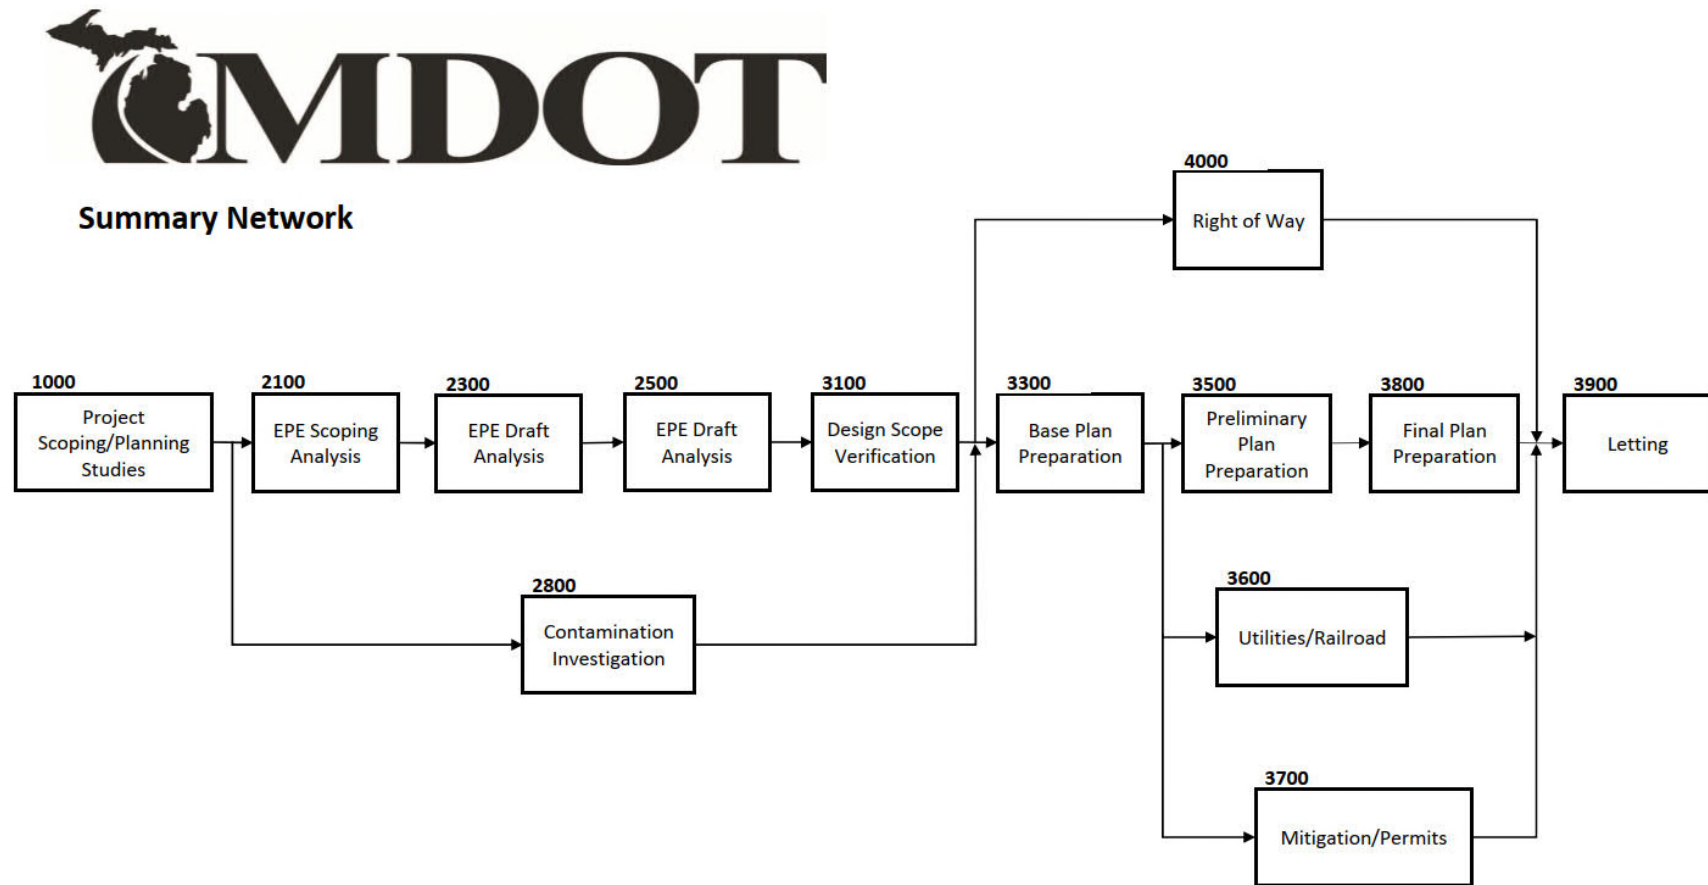 MDOT
Summary Network
4000
Right of Way
1000
Project
Scoping/Planning
Studies
2100
EPE Scoping
Analysis
2300
EPE Draft
Analysis
2500
EPE Draft
Analysis
3100
Design Scope
Verification
3300
Base Plan
Preparation
3500
Preliminary
Plan
Preparation
3800
Final Plan
Preparation
3900
Letting
2800
Contamination
Investigation
3600
Utilities/Railroad
3700
Mitigation/Permits